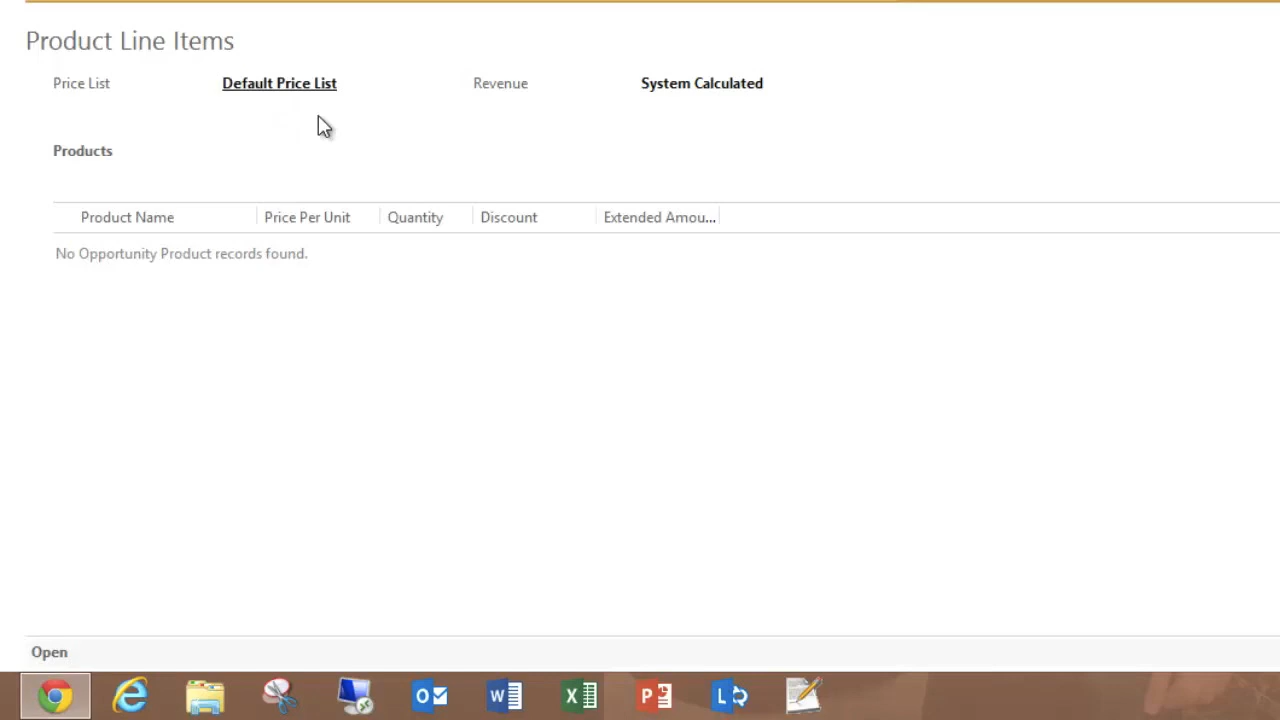 Product Line Items
Price List Default Price List Revenue System Calculated
Products
Product Name Price Per Unit Quantity Discount Extended Amou...
No Opportunity Product records found.
Open